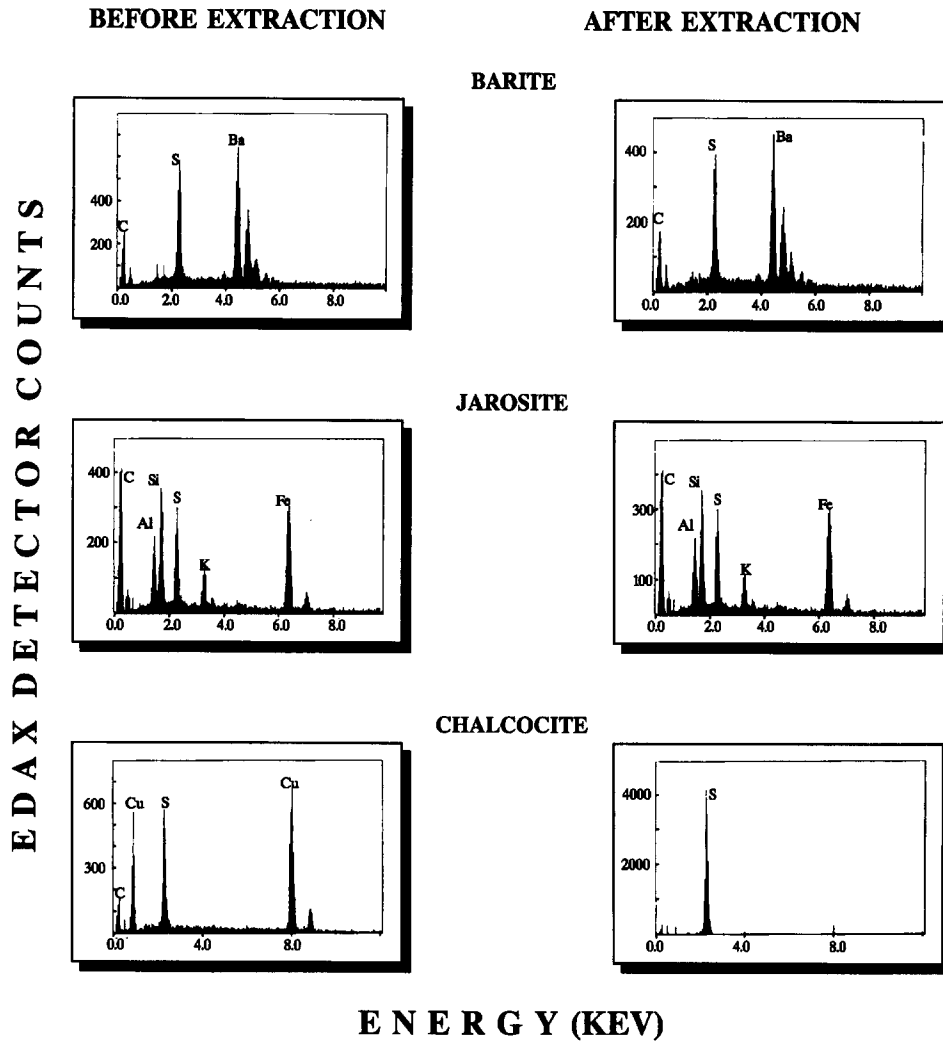 BEFORE EXTRACTION
AFTER EXTRACTION
EDAX DETECTOR COUNTS
BARITE
400
200
C
S
Ba
0.0 2.0 4.0 6.0 8.0
400
200
C
S
Ba
0.0 2.0 4.0 6.0 8.0
JAROSITE
400
200
C
Al
Si
S
K
Fe
0.0 2.0 4.0 6.0 8.0
300
100
C
Al
Si
S
K
Fe
0.0 2.0 4.0 6.0 8.0
CHALCOCITE
600
300
C
Cu
S
Cu
0.0 4.0 8.0
4000
2000
S
0.0 4.0 8.0
ENERGY (KEV)